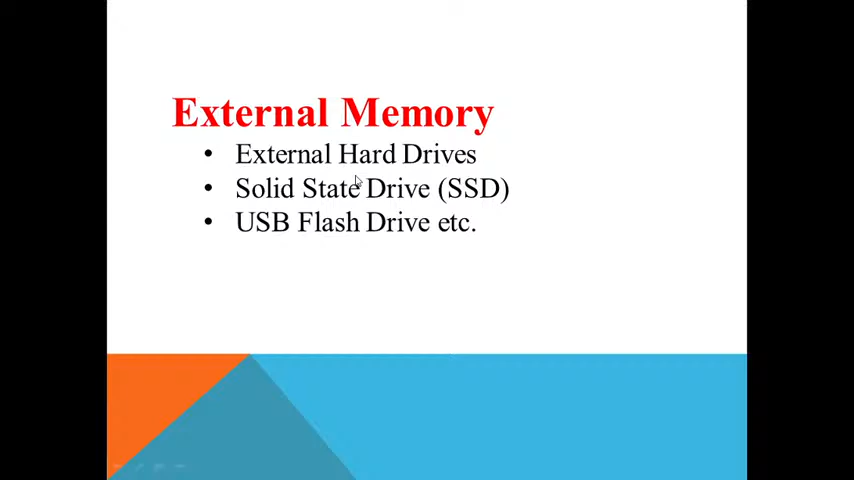 External Memory
• External Hard Drives
• Solid State Drive (SSD)
• USB Flash Drive etc.